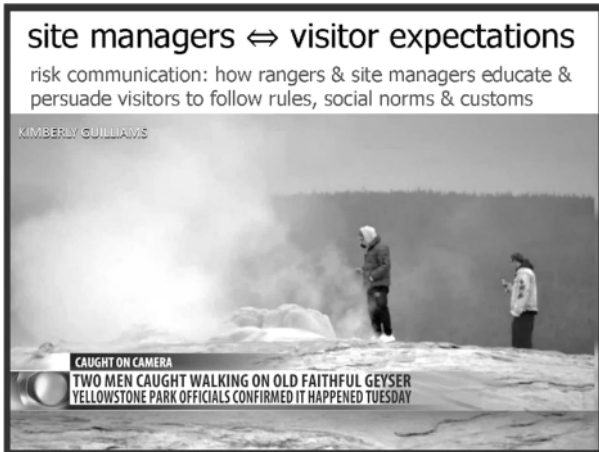 site managers ⇔ visitor expectations
risk communication: how rangers & site managers educate &
persuade visitors to follow rules, social norms & customs
KIMBERLY GUILLIAMS
CAUGHT ON CAMERA
TWO MEN CAUGHT WALKING ON OLD FAITHFUL GEYSER
YELLOWSTONE PARK OFFICIALS CONFIRMED IT HAPPENED TUESDAY